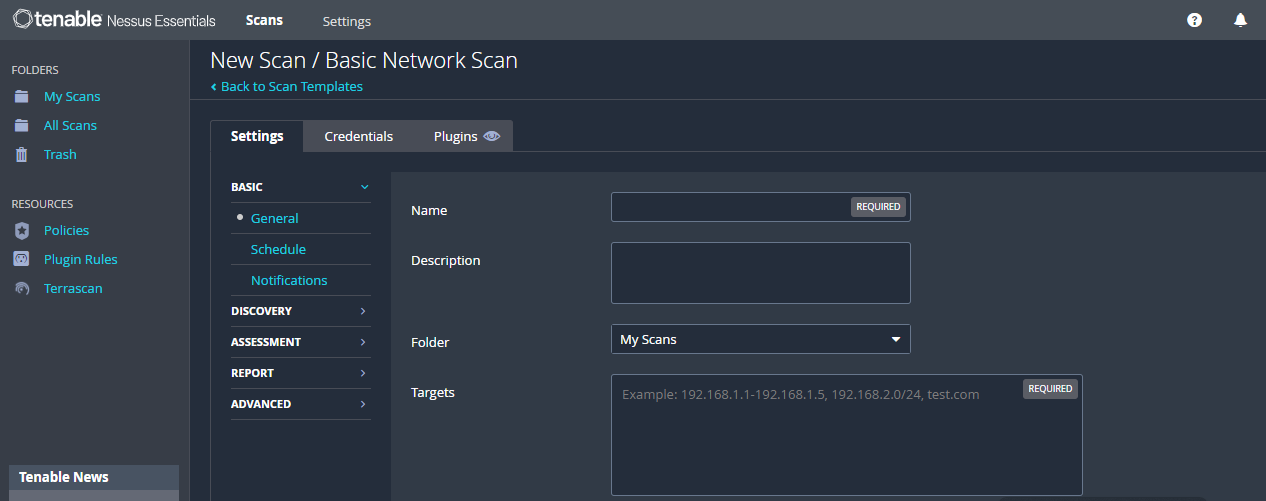 tenable Nessus Essentials Scans Settings
FOLDERS
My Scans
All Scans
Trash
RESOURCES
Policies
Plugin Rules
Terrascan
Tenable News
New Scan / Basic Network Scan
Back to Scan Templates
Settings Credentials Plugins
BASIC
General
Schedule
Notifications
DISCOVERY
ASSESSMENT
REPORT
ADVANCED
Name REQUIRED
Description
Folder My Scans
Targets Example: 192.168.1.1-192.168.1.5, 192.168.2.0/24, test.com REQUIRED